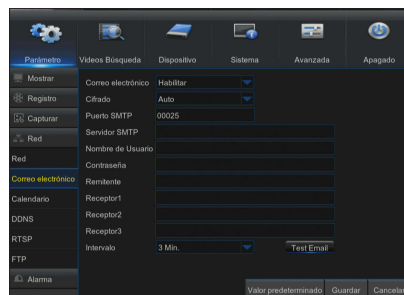 Parámetro Videos Búsqueda Dispositivo Sistema Avanzada Apagado
Mostrar
Registro
Capturar
Red
Red
Correo electrónico
Calendario
DDNS
RTSP
FTP
Alarma
Correo electrónico Habilitar
Cifrado Auto
Puerto SMTP 00025
Servidor SMTP
Nombre de Usuario
Contraseña
Remitente
Receptor1
Receptor2
Receptor3
Intervalo 3 Min. Test Email
Valor predeterminado Guardar Cancelas